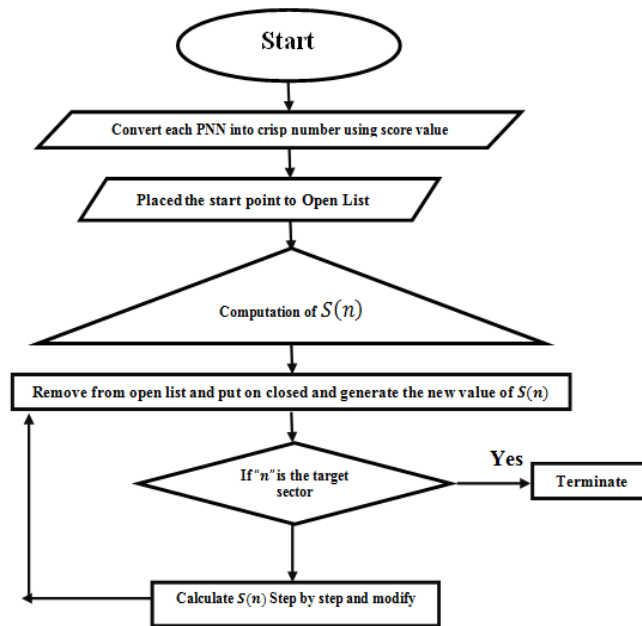 Start
Convert each PNN into crisp number using score value
Placed the start point to Open List
Computation of S(n)
Remove from open list and put on closed and generate the new value of S(n)
If "n" is the target
sector
Yes
Terminate
Calculate S(n) Step by step and modify